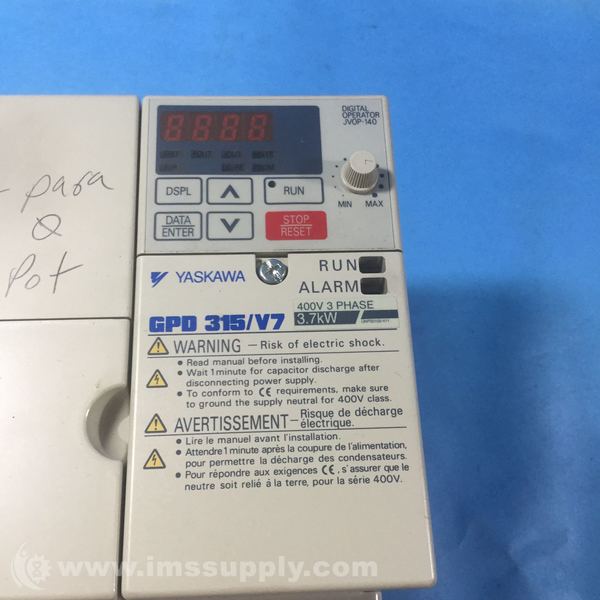 DIGITAL
OPERATOR
JVOP-140
8.8.8.8.
DSPL
RUN
MIN MAX
DATA
ENTER
STOP
RESET
para
Q
Pot
YASKAWA
RUN
ALARM
GPD 315/V7
400V 3 PHASE
3.7kW
WARNING – Risk of electric shock.
• Read manual before installing.
• Wait 1 minute for capacitor discharge after
disconnecting power supply.
• To conform to CE requirements, make sure
to ground the supply neutral for 400V class.
AVERTISSEMENT – Risque de décharge
électrique.
• Lire le manuel avant l'installation.
• Attendre 1 minute après la coupure de l'alimentation,
pour permettre la décharge des condensateurs.
• Pour répondre aux exigences CE, s'assurer que le
neutre soit relié à la terre, pour la série 400V.
www.imssupply.com